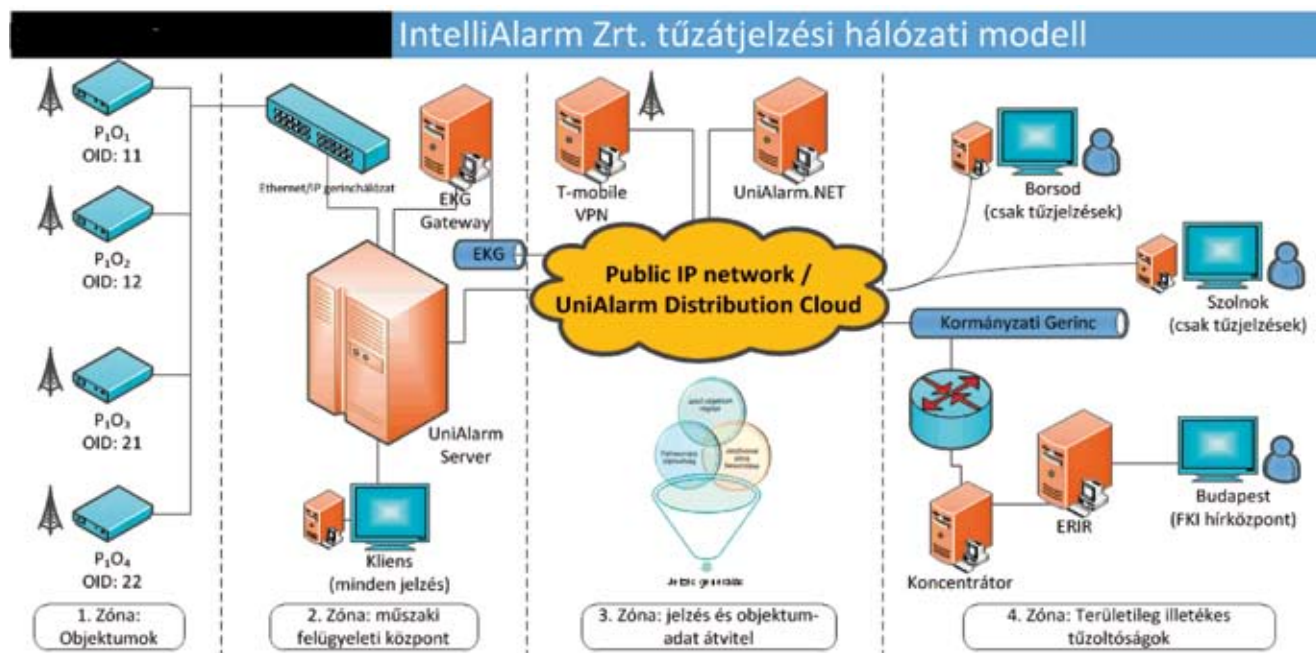 IntelliAlarm Zrt. tűzátjelzési hálózati modell
P₁O₁
OID: 11
P₁O₂
OID: 12
P₁O₃
OID: 21
P₁O₄
OID: 22
1. Zóna:
Objektumok
Ethernet/IP gerinchálózat
EKG
Gateway
EKG
UniAlarm
Server
Kliens
(minden jelzés)
2. Zóna: műszaki
felügyeleti központ
T-mobile
VPN
UniAlarm.NET
Public IP network /
UniAlarm Distribution Cloud
3. Zóna: jelzés és objektum-
adat átvitel
Borsod
(csak tűzjelzések)
Szolnok
(csak tűzjelzések)
Kormányzati Gerinc
Koncentrátor
ERIR
Budapest
(FKI hírközpont)
4. Zóna: Területileg illetékes
tűzoltóságok